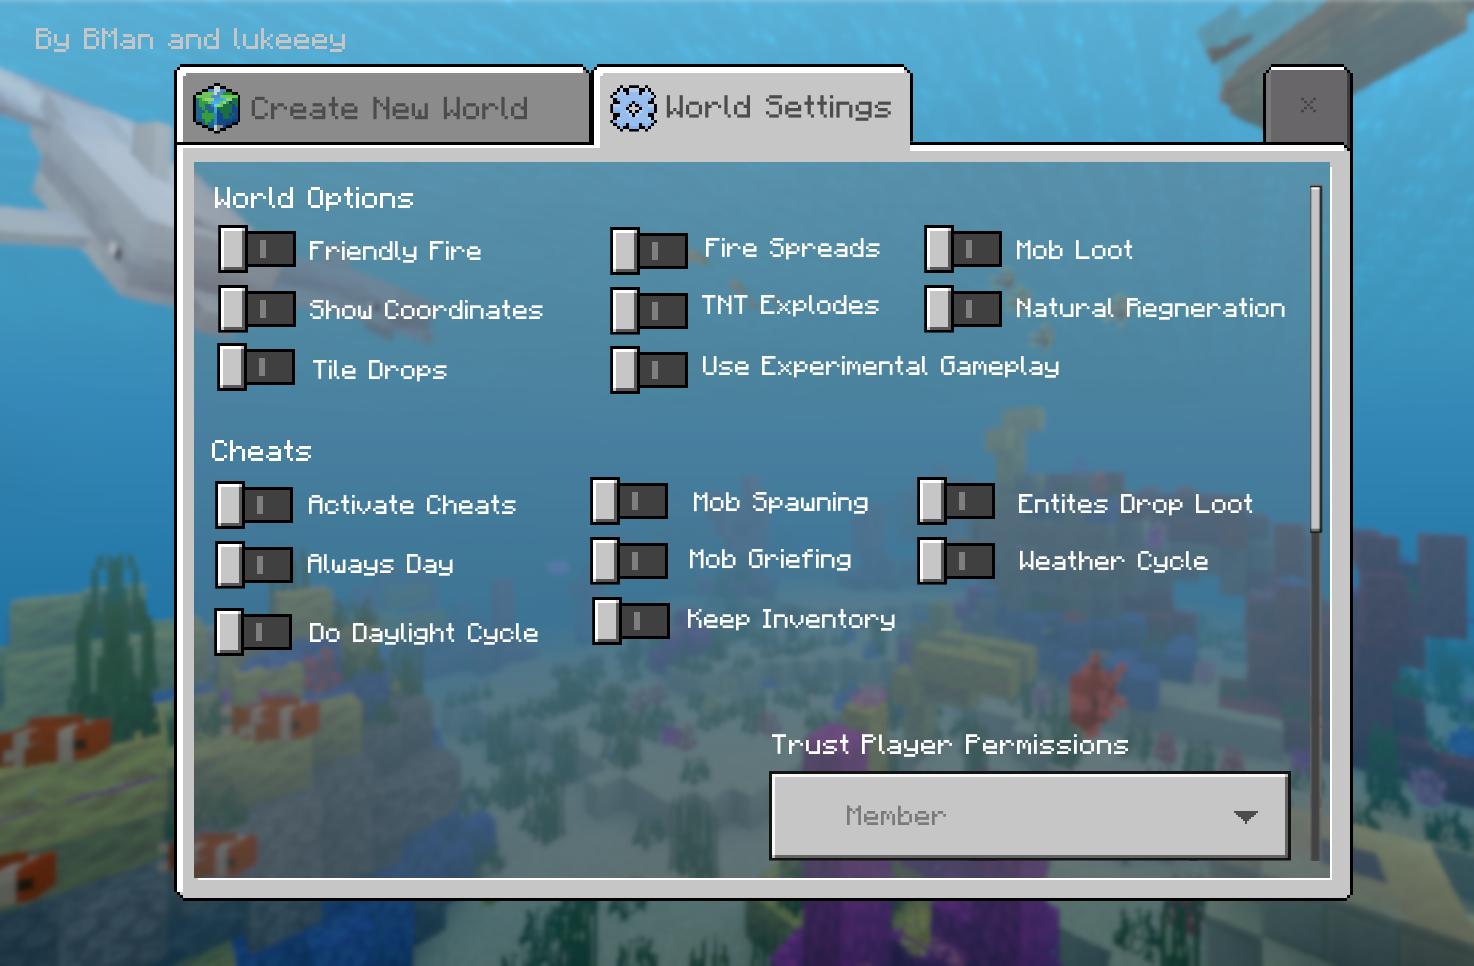 By BMan and lukeeey
Create New World
World Settings
×
World Options
Friendly Fire
Fire Spreads
Mob Loot
Show Coordinates
TNT Explodes
Natural Regneration
Tile Drops
Use Experimental Gameplay
Cheats
Activate Cheats
Mob Spawning
Entites Drop Loot
Always Day
Mob Griefing
Weather Cycle
Do Daylight Cycle
Keep Inventory
Trust Player Permissions
Member